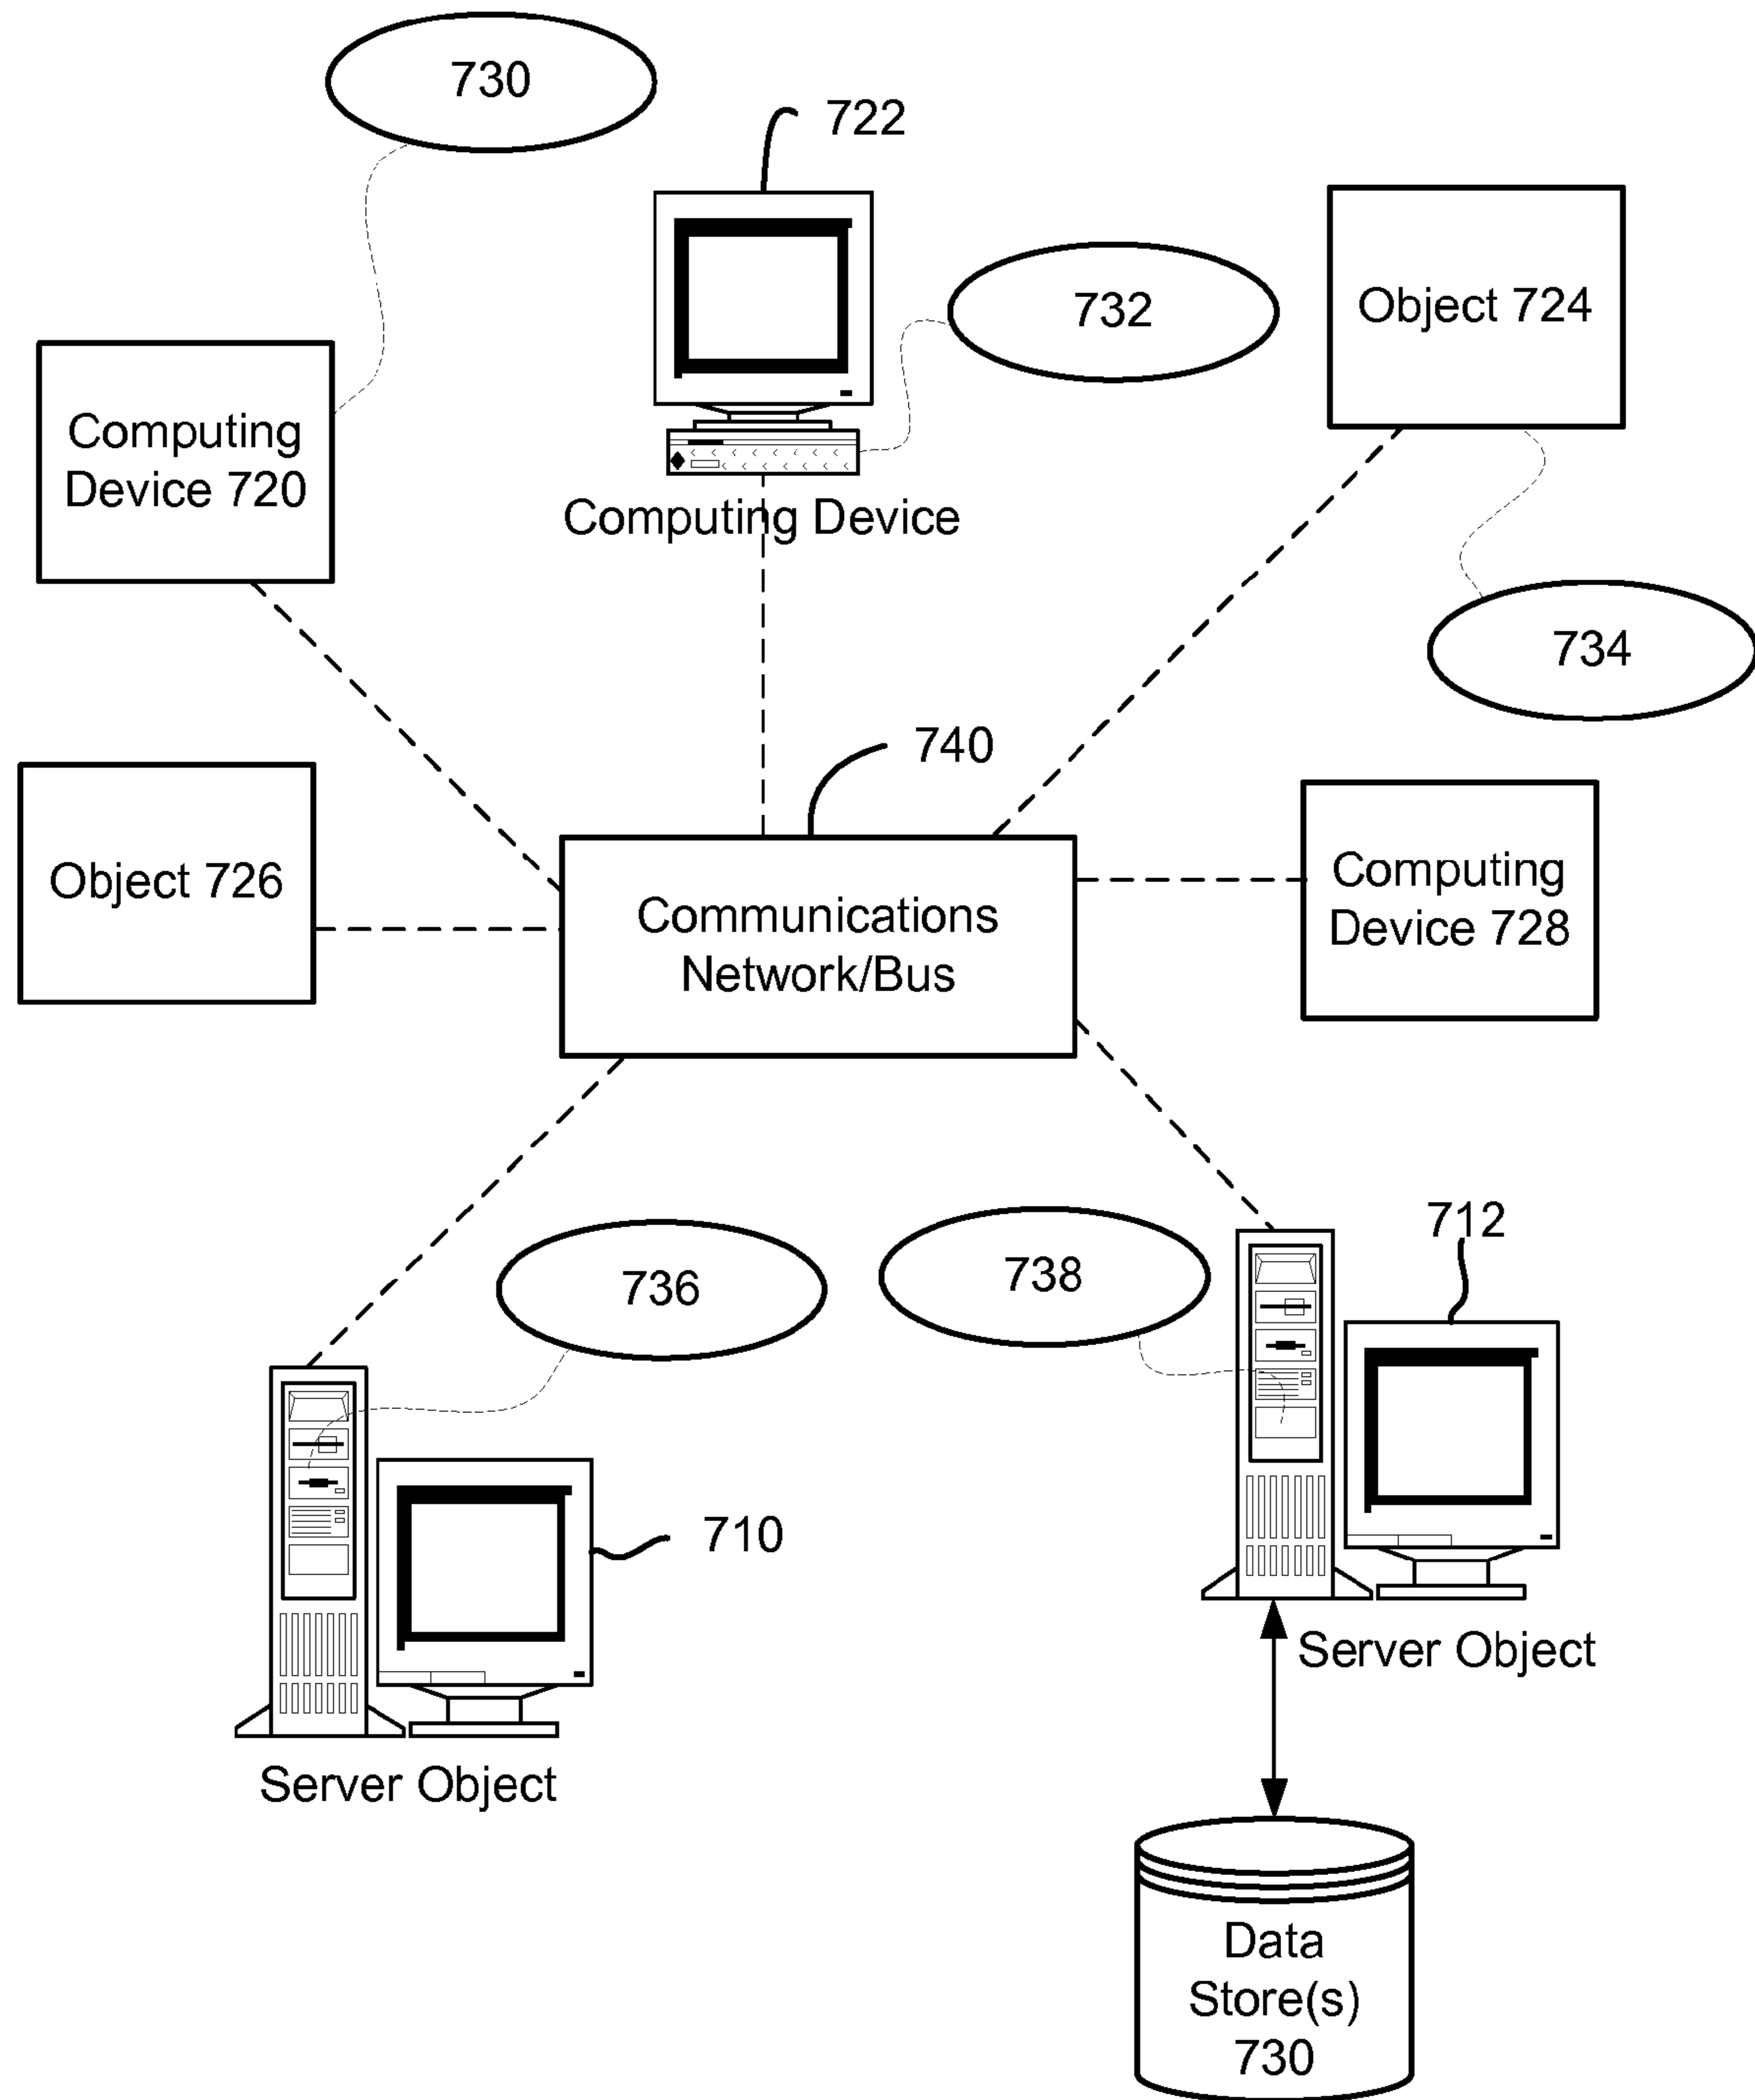 730
722
732
Object 724
Computing
Device 720
Computing Device
734
740
Object 726
Communications
Network/Bus
Computing
Device 728
712
736
738
710
Server Object
Server Object
Data
Store(s)
730